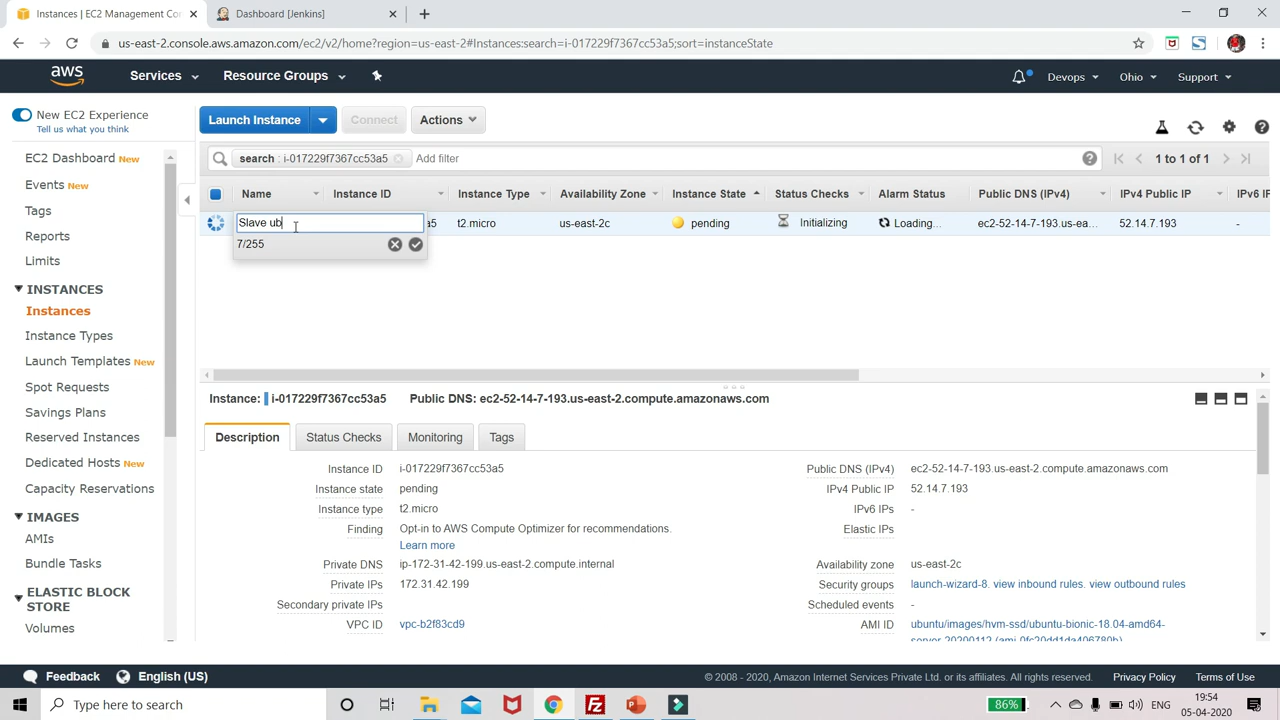 Instances | EC2 Management Co
Dashboard [Jenkins]
us-east-2.console.aws.amazon.com/ec2/v2/home?region=us-east-2#Instances:search=i-017229f7367cc53a5;sort=instanceState
aws
Services
Resource Groups
Devops
Ohio
Support
New EC2 Experience
Tell us what you think
EC2 Dashboard New
Events New
Tags
Reports
Limits
INSTANCES
Instances
Instance Types
Launch Templates New
Spot Requests
Savings Plans
Reserved Instances
Dedicated Hosts New
Capacity Reservations
IMAGES
AMIs
Bundle Tasks
ELASTIC BLOCK
STORE
Volumes
Launch Instance
Connect
Actions
search : i-017229f7367cc53a5
Add filter
1 to 1 of 1
Name
Instance ID
Instance Type
Availability Zone
Instance State
Status Checks
Alarm Status
Public DNS (IPv4)
IPv4 Public IP
IPv6 I
Slave ub
a5
t2.micro
us-east-2c
pending
Initializing
Loading...
ec2-52-14-7-193.us-ea...
52.14.7.193
-
7/255
Instance: i-017229f7367cc53a5
Public DNS: ec2-52-14-7-193.us-east-2.compute.amazonaws.com
Description
Status Checks
Monitoring
Tags
Instance ID i-017229f7367cc53a5
Instance state pending
Instance type t2.micro
Finding Opt-in to AWS Compute Optimizer for recommendations.
Learn more
Private DNS ip-172-31-42-199.us-east-2.compute.internal
Private IPs 172.31.42.199
Secondary private IPs
VPC ID vpc-b2f83cd9
Public DNS (IPv4) ec2-52-14-7-193.us-east-2.compute.amazonaws.com
IPv4 Public IP 52.14.7.193
IPv6 IPs -
Elastic IPs
Availability zone us-east-2c
Security groups launch-wizard-8. view inbound rules. view outbound rules
Scheduled events -
AMI ID ubuntu/images/hvm-ssd/ubuntu-bionic-18.04-amd64-
server-20200112 (ami-0fc20dd1da406780b)
Feedback
English (US)
© 2008 - 2020, Amazon Internet Services Private Ltd. or its affiliates. All rights reserved.
Privacy Policy
Terms of Use
Type here to search
86%
ENG
19:54
05-04-2020